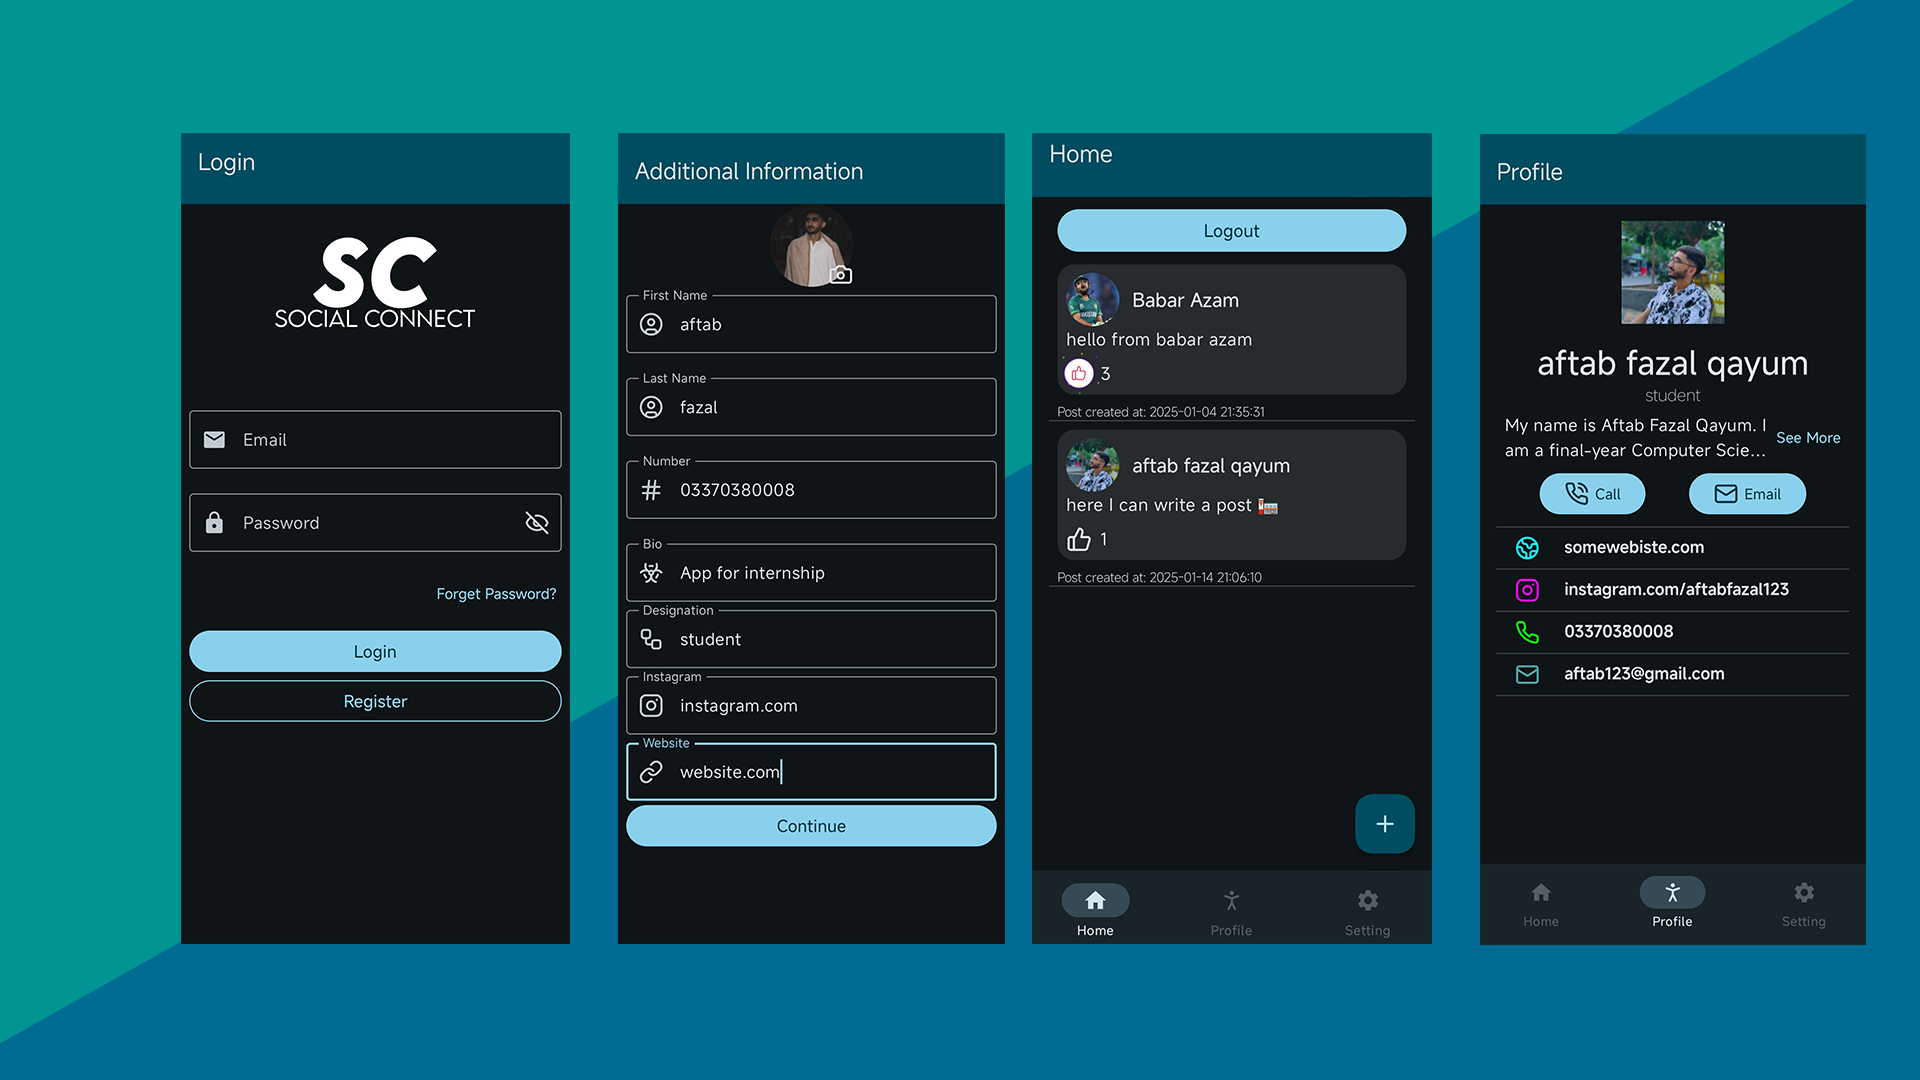 Login
SC
SOCIAL CONNECT
Email
Password
Forget Password?
Login
Register
Additional Information
First Name
aftab
Last Name
fazal
Number
03370380008
Bio
App for internship
Designation
student
Instagram
instagram.com
Website
website.com
Continue
Home
Logout
Babar Azam
hello from babar azam
3
Post created at: 2025-01-04 21:35:31
aftab fazal qayum
here I can write a post 🏣
1
Post created at: 2025-01-14 21:06:10
+
Home
Profile
Setting
Profile
aftab fazal qayum
student
My name is Aftab Fazal Qayum. I
am a final-year Computer Scie...
See More
Call
Email
somewebiste.com
instagram.com/aftabfazal123
03370380008
aftab123@gmail.com
Home
Profile
Setting